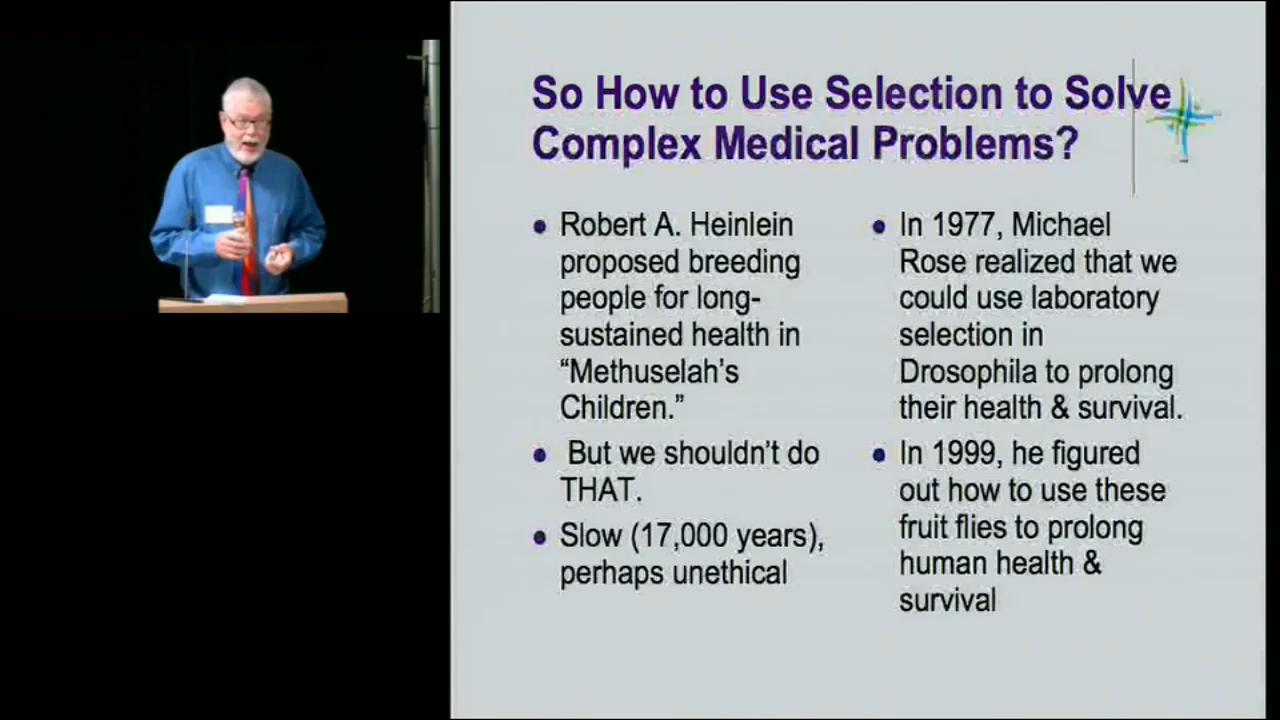 So How to Use Selection to Solve
Complex Medical Problems?
• Robert A. Heinlein
proposed breeding
people for long-
sustained health in
“Methuselah’s
Children.”
• But we shouldn’t do
THAT.
• Slow (17,000 years),
perhaps unethical
• In 1977, Michael
Rose realized that we
could use laboratory
selection in
Drosophila to prolong
their health & survival.
• In 1999, he figured
out how to use these
fruit flies to prolong
human health &
survival